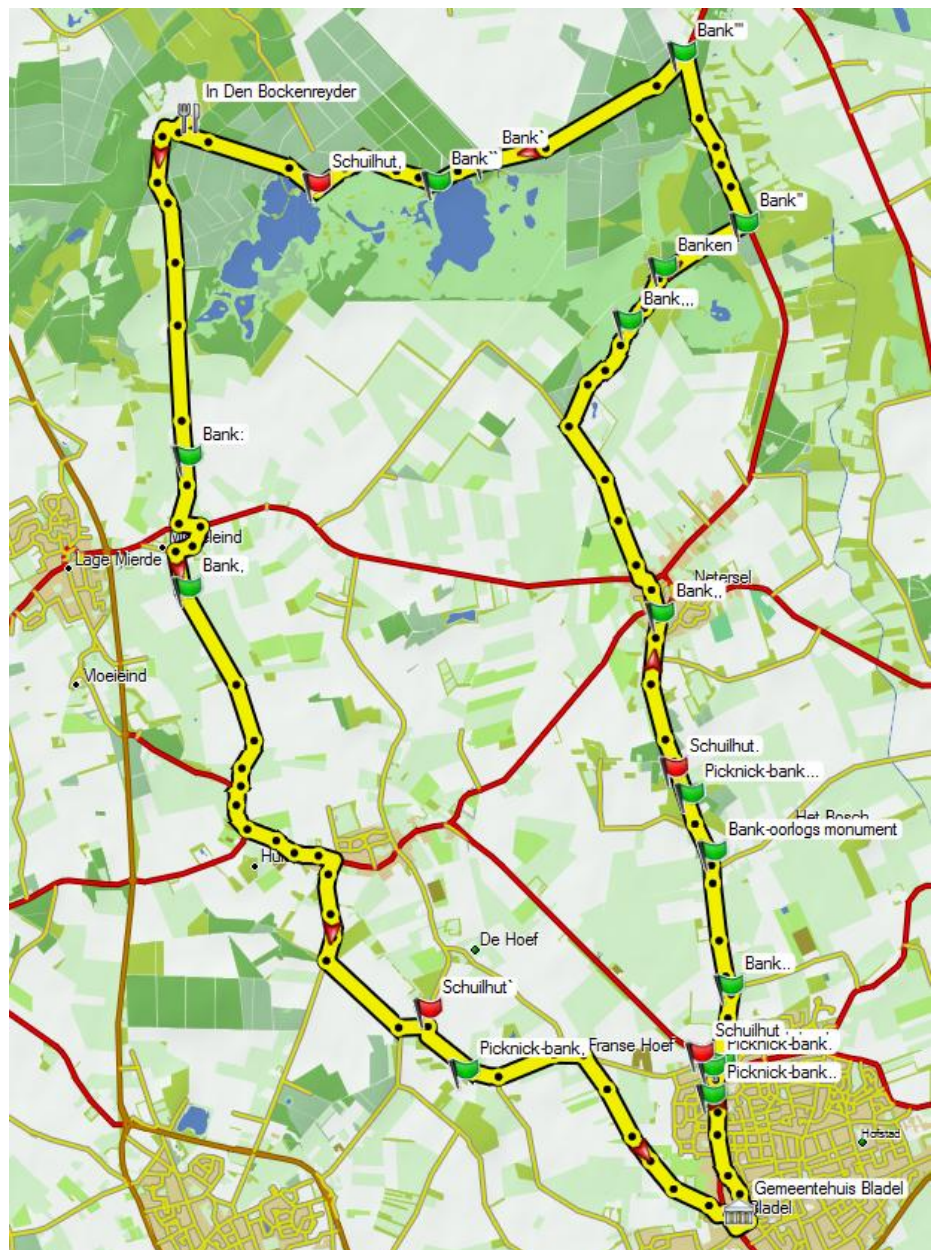 Bank''''
In Den Bockenreyder
Bank`
Schuilhut,
Bank``
Bank'''
Banken
Bank,,,
Bank:
Lage Mierde
Bank,
Netersel
Bank,,
Vloeieind
Schuilhut.
Picknick-bank...
Het Bosch
Bank-oorlogs monument
De Hoef
Bank..
Schuilhut`
Schuilhut
Picknick-bank,
Franse Hoef
Picknick-bank.
Picknick-bank..
Hofstad
Gemeentehuis Bladel
Bladel